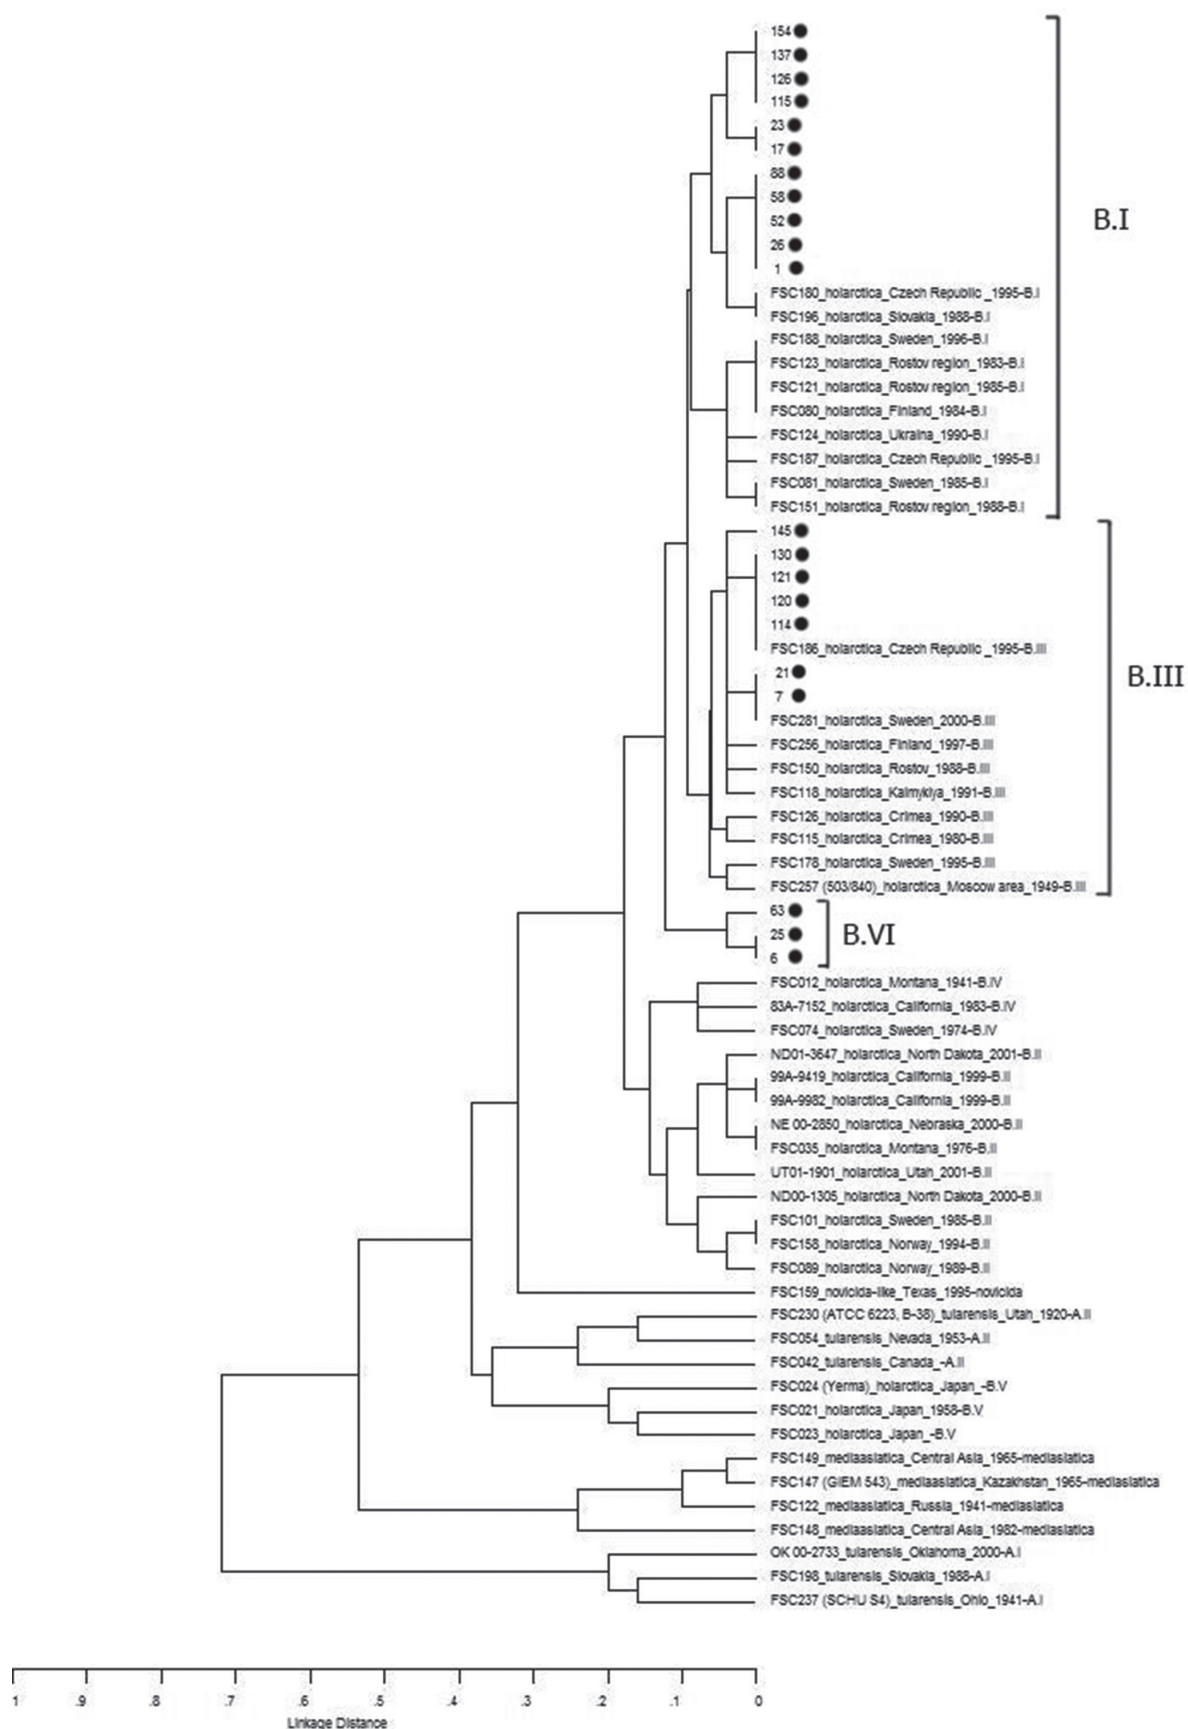 154
137
126
115
23
17
88
58
52
26
1
B.I
FSC180_holarctica_Czech Republic _1995-B.I
FSC196_holarctica_Slovakia_1988-B.I
FSC188_holarctica_Sweden_1996-B.I
FSC123_holarctica_Rostov region_1983-B.I
FSC121_holarctica_Rostov region_1985-B.I
FSC080_holarctica_Finland_1984-B.I
FSC124_holarctica_Ukraina_1990-B.I
FSC187_holarctica_Czech Republic _1995-B.I
FSC081_holarctica_Sweden_1985-B.I
FSC151_holarctica_Rostov region_1988-B.I
145
130
121
120
114
FSC186_holarctica_Czech Republic _1995-B.III
21
B.III
7
FSC281_holarctica_Sweden_2000-B.III
FSC256_holarctica_Finland_1997-B.III
FSC150_holarctica_Rostov_1988-B.III
FSC118_holarctica_Kalmykiya_1991-B.III
FSC126_holarctica_Crimea_1990-B.III
FSC115_holarctica_Crimea_1980-B.III
FSC178_holarctica_Sweden_1995-B.III
FSC257 (503/840)_holarctica_Moscow area_1949-B.III
63
25
B.VI
6
FSC012_holarctica_Montana_1941-B.IV
83A-7152_holarctica_California_1983-B.IV
FSC074_holarctica_Sweden_1974-B.IV
ND01-3647_holarctica_North Dakota_2001-B.II
99A-9419_holarctica_California_1999-B.II
99A-9982_holarctica_California_1999-B.II
NE 00-2850_holarctica_Nebraska_2000-B.II
FSC035_holarctica_Montana_1976-B.II
UT01-1901_holarctica_Utah_2001-B.II
ND00-1305_holarctica_North Dakota_2000-B.II
FSC101_holarctica_Sweden_1985-B.II
FSC158_holarctica_Norway_1994-B.II
FSC089_holarctica_Norway_1989-B.II
FSC159_novicida-like_Texas_1995-novicida
FSC230 (ATCC 6223, B-38)_tularensis_Utah_1920-A.II
FSC054_tularensis_Nevada_1953-A.II
FSC042_tularensis_Canada_-A.II
FSC024 (Yerma)_holarctica_Japan_-B.V
FSC021_holarctica_Japan_1958-B.V
FSC023_holarctica_Japan_-B.V
FSC149_mediaasiatica_Central Asia_1965-mediasiatica
FSC147 (GIEM 543)_mediaasiatica_Kazakhstan_1965-mediasiatica
FSC122_mediaasiatica_Russia_1941-mediasiatica
FSC148_mediaasiatica_Central Asia_1982-mediasiatica
OK 00-2733_tularensis_Oklahoma_2000-A.I
FSC198_tularensis_Slovakia_1988-A.I
FSC237 (SCHU S4)_tularensis_Ohio_1941-A.I
1 .9 .8 .7 .6 .5 .4 .3 .2 .1 0
Linkage Distance